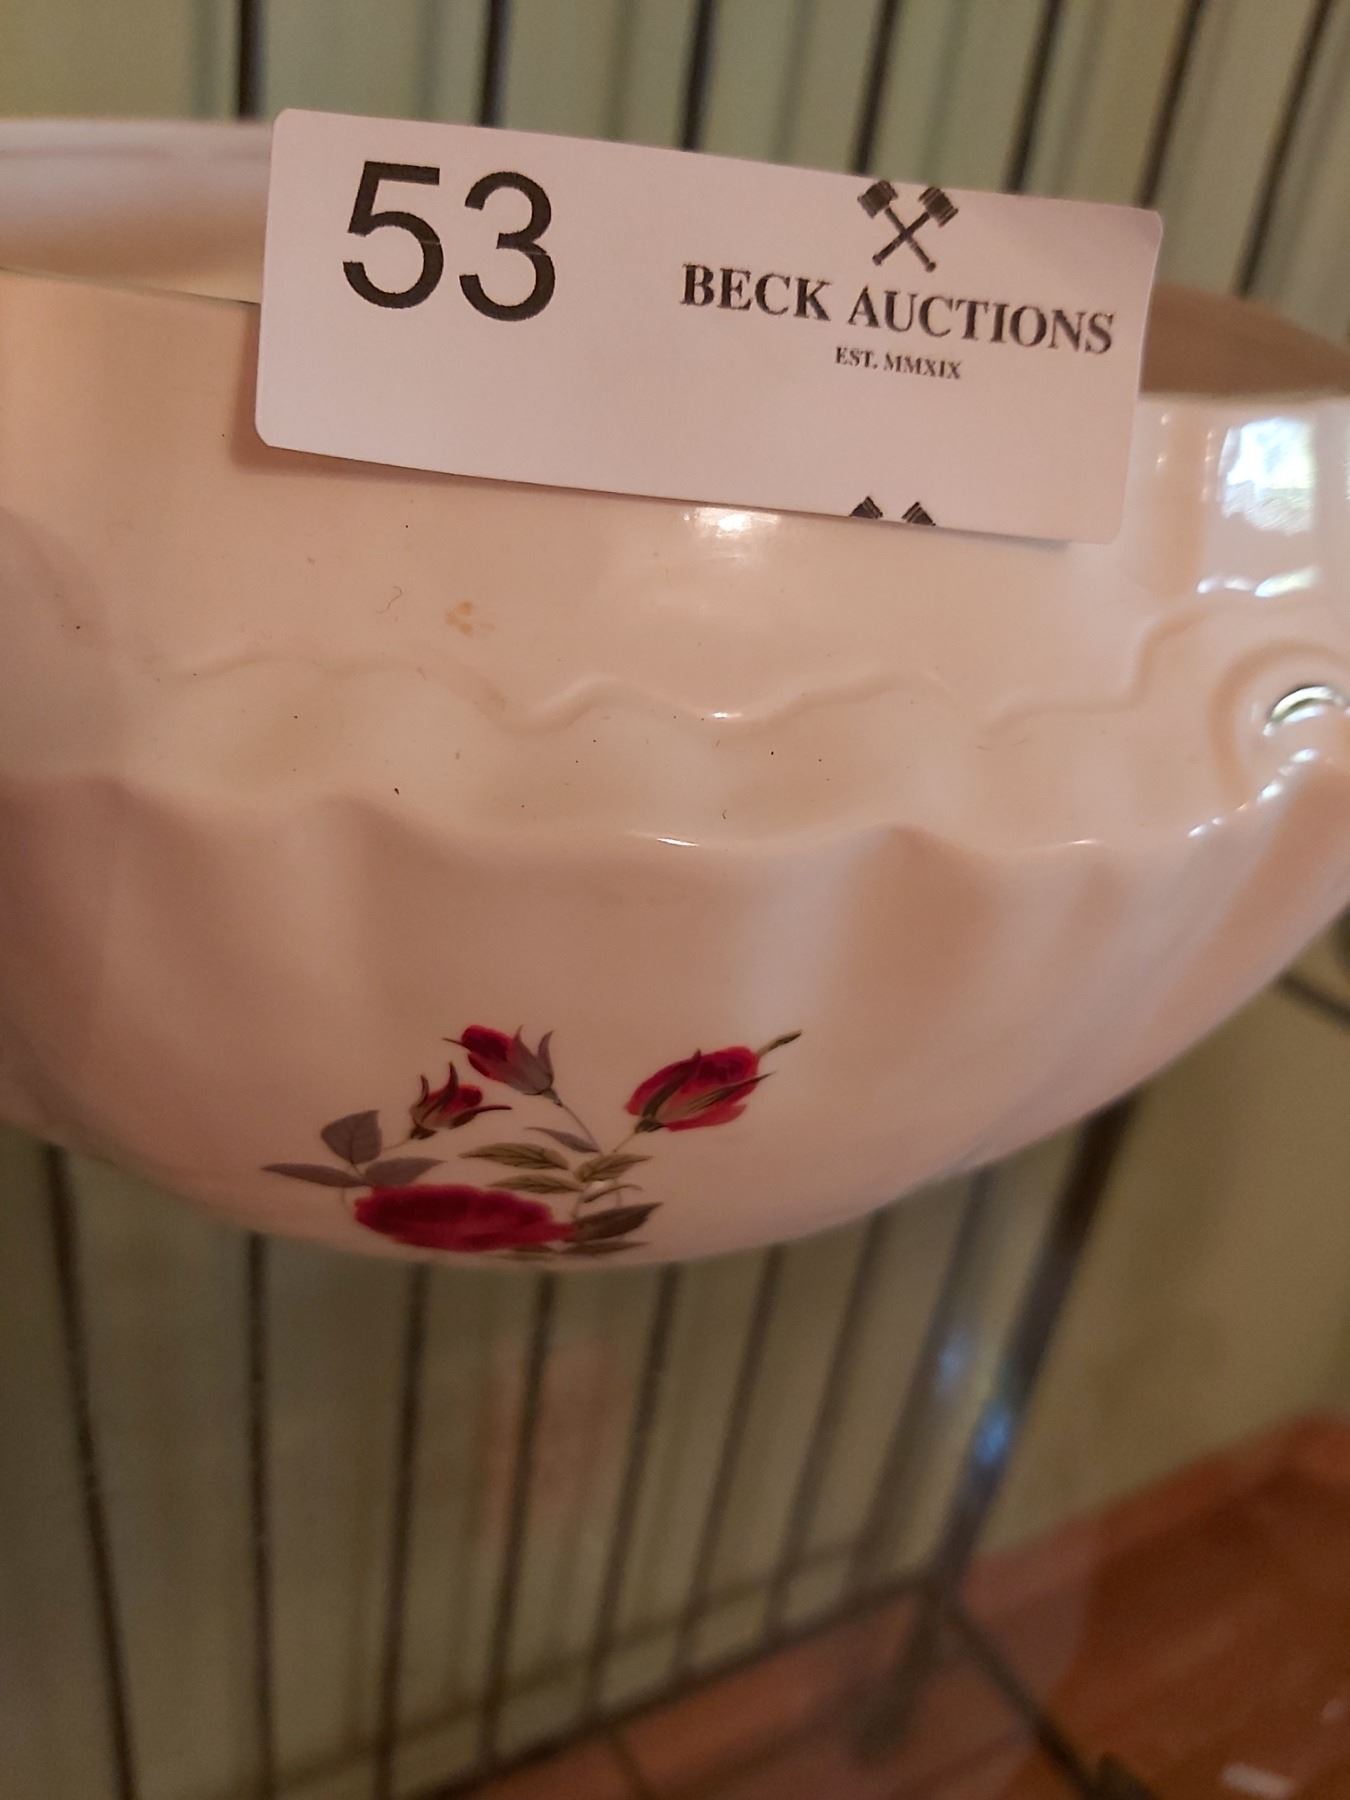 53
BECK AUCTIONS
EST. MMXIX